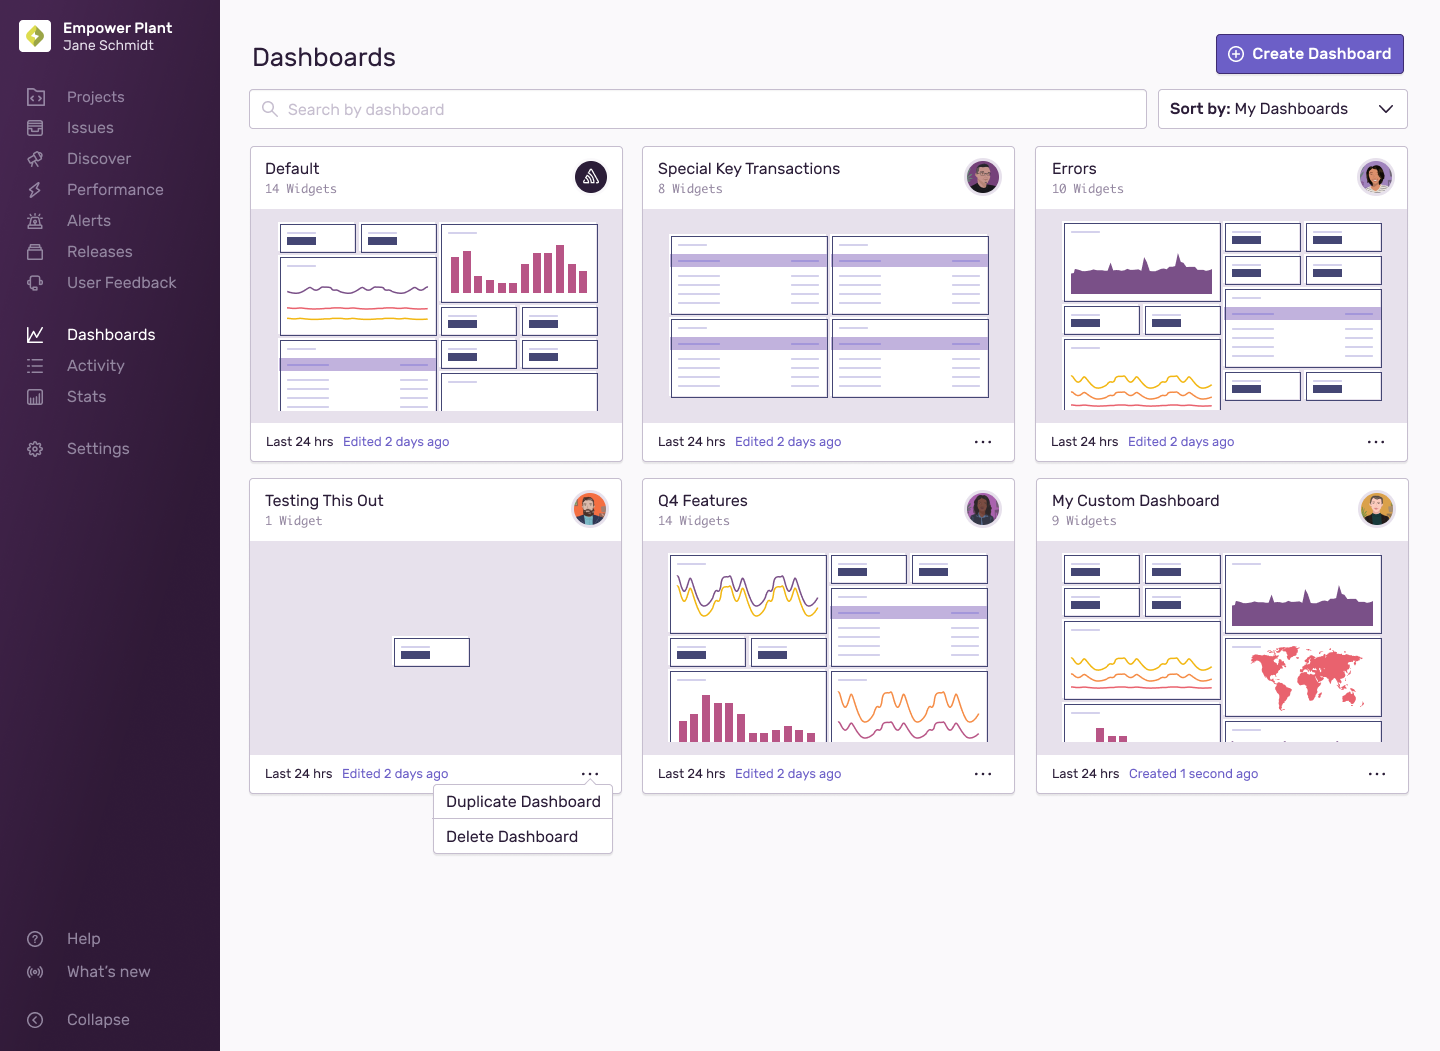 Empower Plant
Jane Schmidt
Projects
Issues
Discover
Performance
Alerts
Releases
User Feedback
Dashboards
Activity
Stats
Settings
Help
What's new
Collapse
Dashboards
Create Dashboard
Search by dashboard
Sort by: My Dashboards
Default
14 Widgets
Last 24 hrs Edited 2 days ago
Special Key Transactions
8 Widgets
Last 24 hrs Edited 2 days ago
Errors
10 Widgets
Last 24 hrs Edited 2 days ago
Testing This Out
1 Widget
Last 24 hrs Edited 2 days ago
Duplicate Dashboard
Delete Dashboard
Q4 Features
14 Widgets
Last 24 hrs Edited 2 days ago
My Custom Dashboard
9 Widgets
Last 24 hrs Created 1 second ago